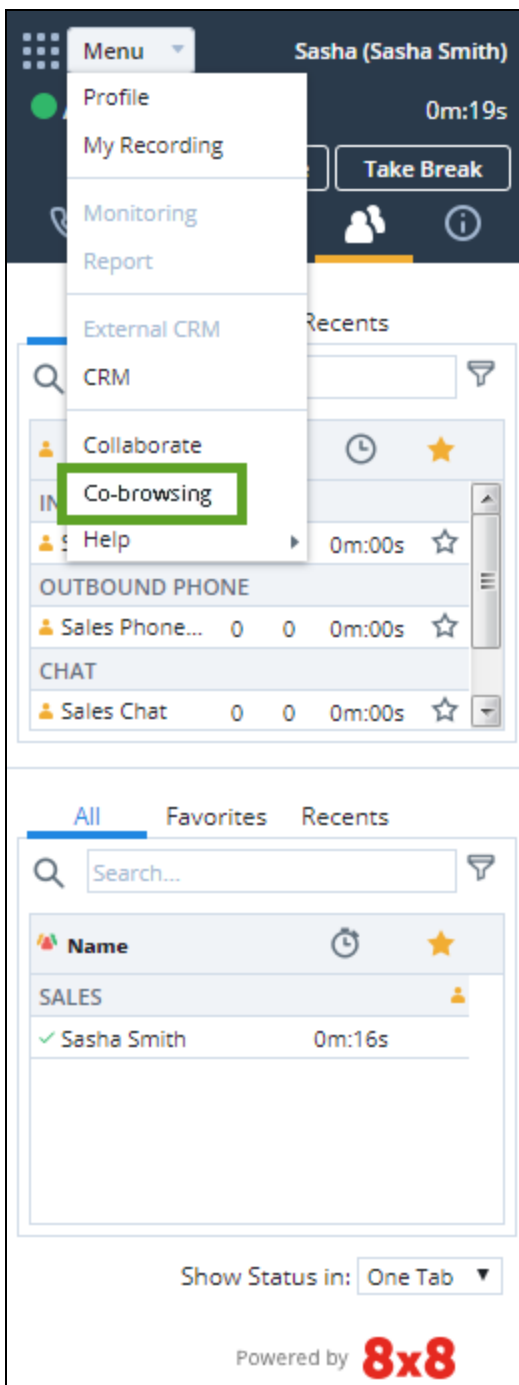 Menu Sasha (Sasha Smith)
Profile 0m:19s
My Recording Take Break
Monitoring
Report
External CRM Recents
CRM
Collaborate
Co-browsing
Help 0m:00s
OUTBOUND PHONE
Sales Phone... 0 0 0m:00s
CHAT
Sales Chat 0 0 0m:00s
All Favorites Recents
Search...
Name
SALES
Sasha Smith 0m:16s
Show Status in: One Tab
Powered by 8x8